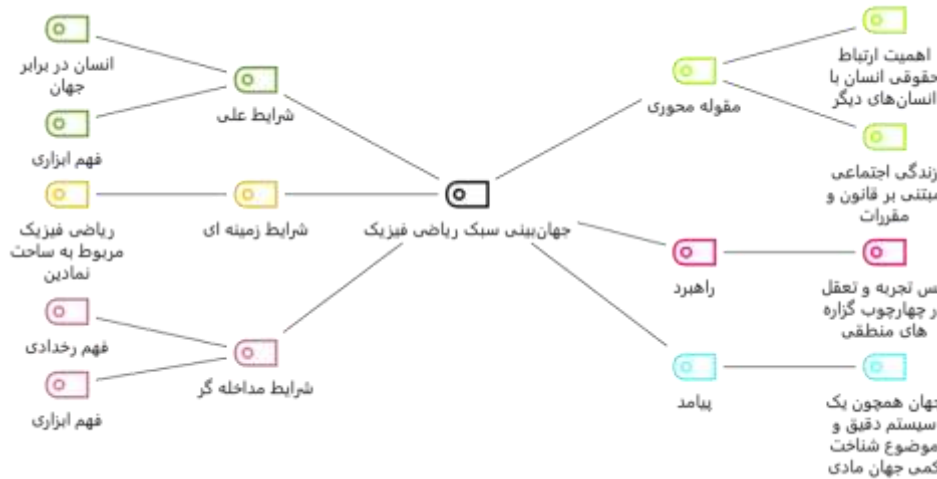 اهمیت ارتباط
حقوقی انسان با
انسان‌های دیگر
مقوله محوری
زندگی اجتماعی
مبتنی بر قانون و
مقررات
انسان در برابر
جهان
شرایط علی
فهم ابزاری
ریاضی فیزیک
مربوط به ساحت
نمادین
شرایط زمینه ای
جهان‌بینی سبک ریاضی فیزیک
راهبرد
تجربه و تعقل
چهارچوب گزاره
های منطقی
فهم رخدادی
شرایط مداخله گر
فهم ابزاری
پیامد
جهان همچون یک
سیستم دقیق و
موضوع شناخت
کمی جهان مادی